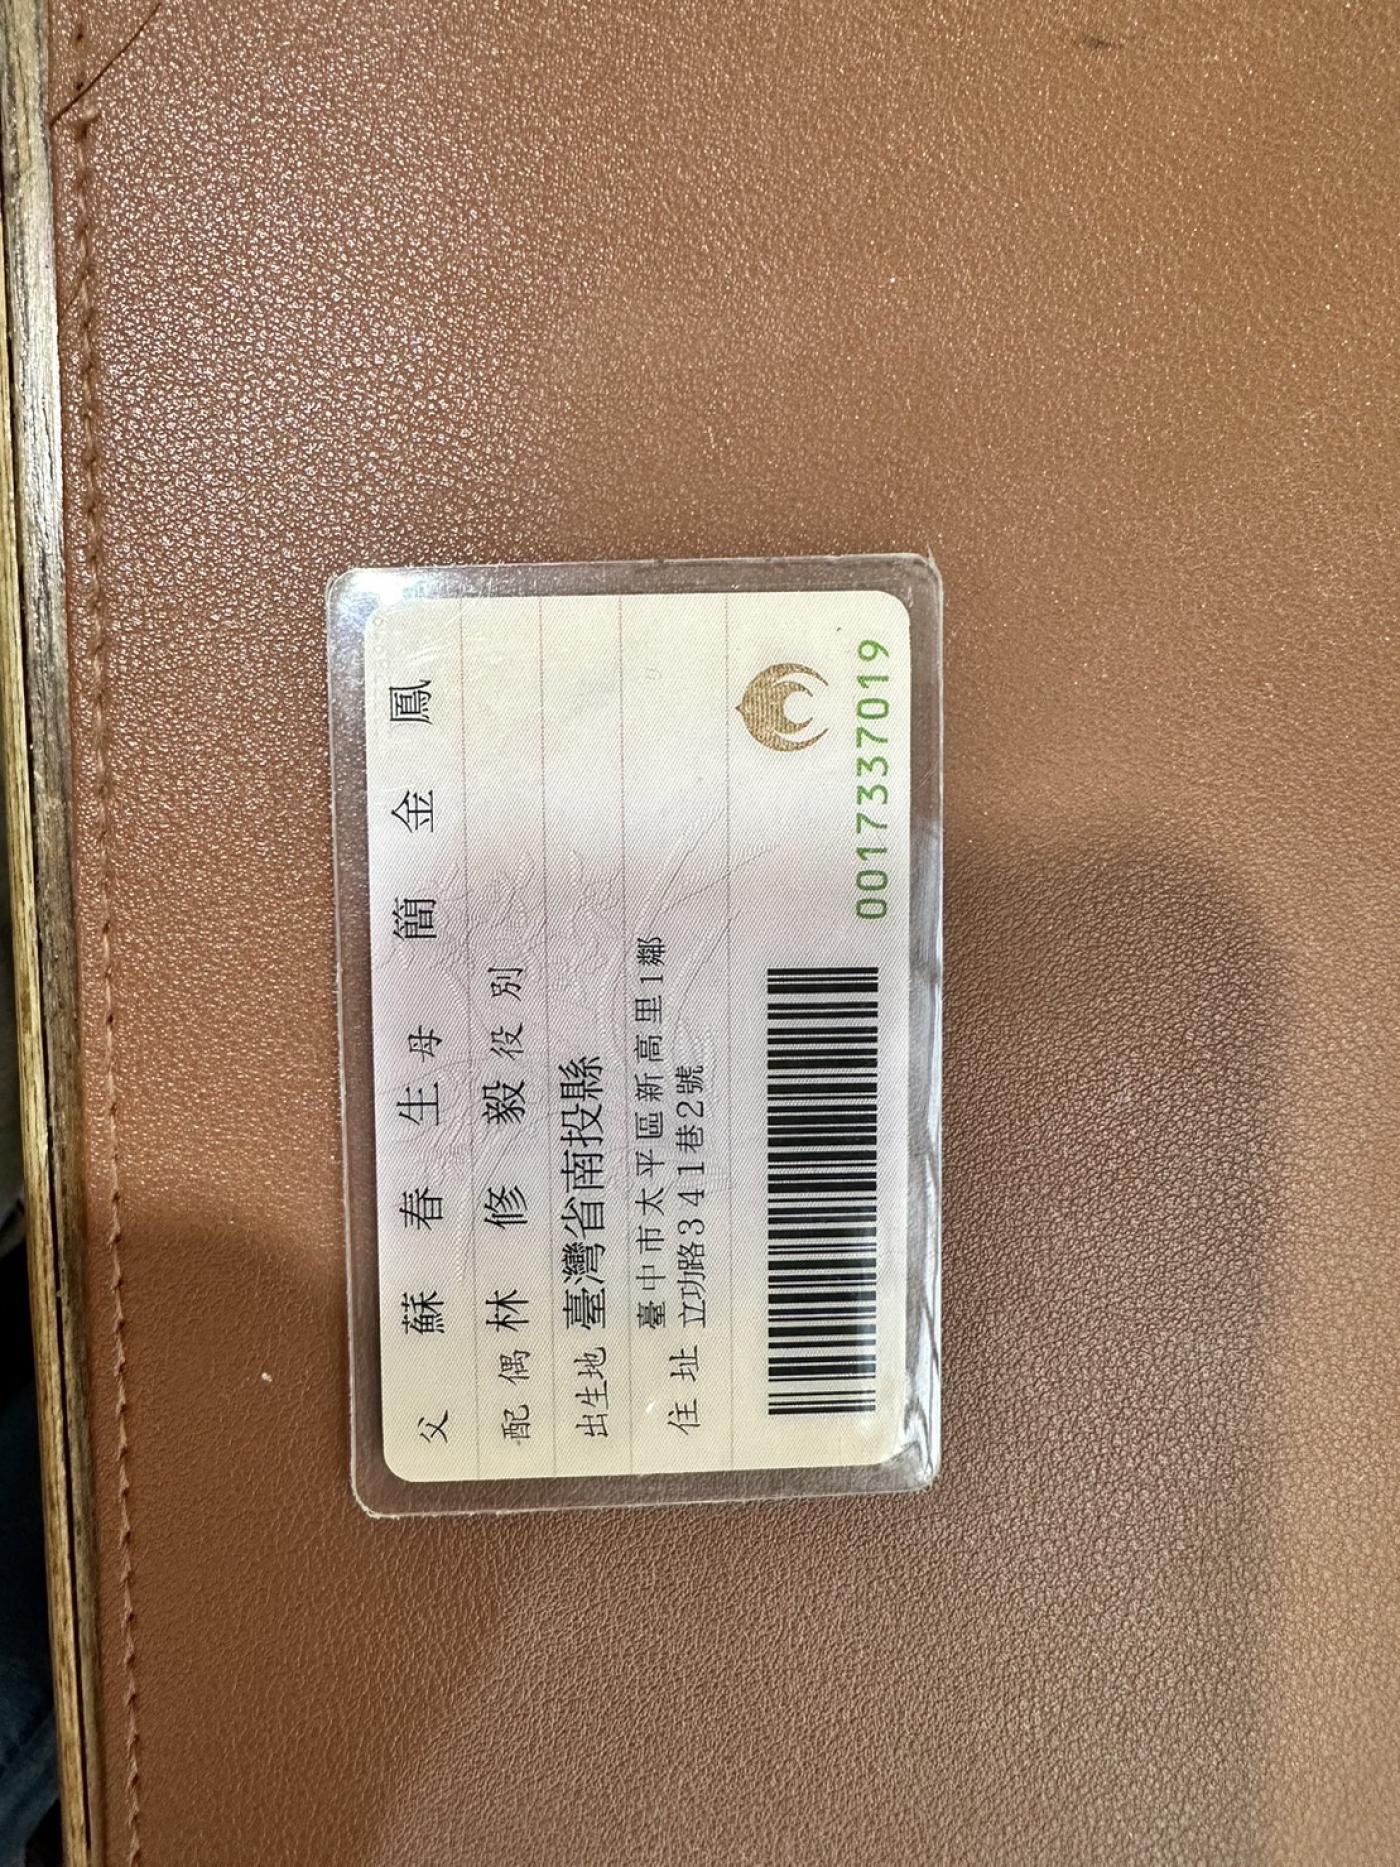 父 蘇春生 母 簡金鳳
配偶 林修毅 役別
出生地 臺灣省南投縣
住址 臺中市太平區新高里1鄰
立功路341巷2號
0017337019